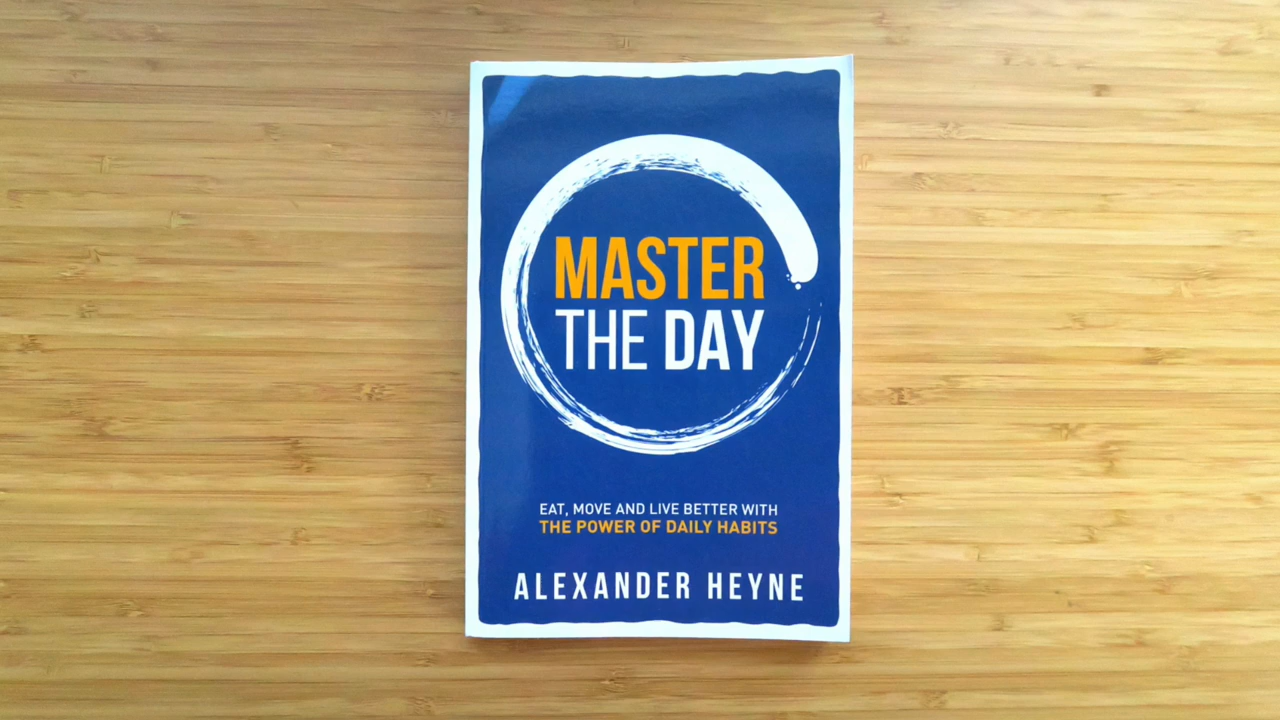 MASTER
THE DAY
EAT, MOVE AND LIVE BETTER WITH
THE POWER OF DAILY HABITS
ALEXANDER HEYNE